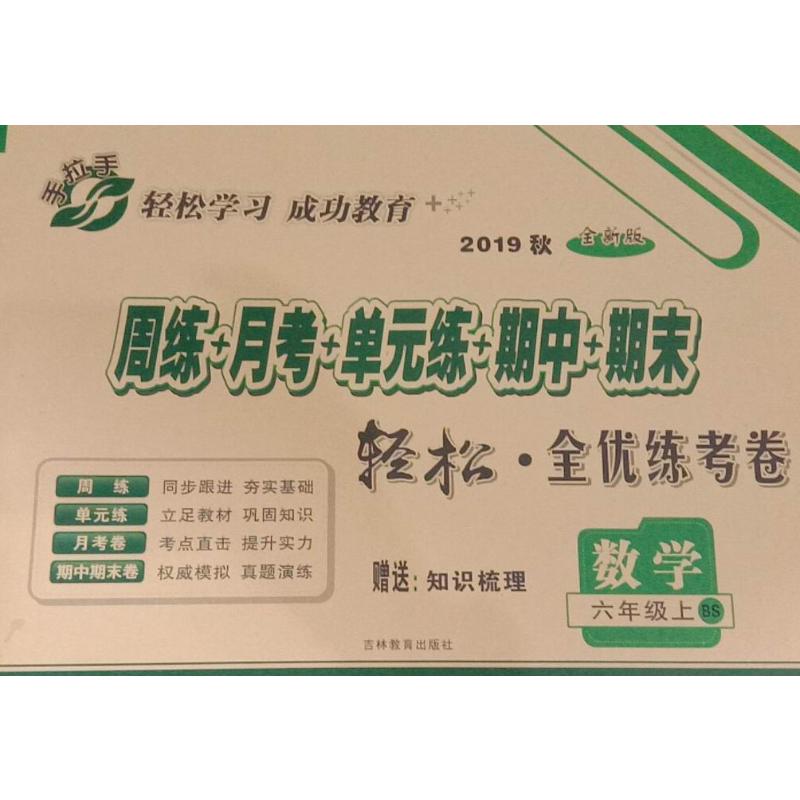 手拉手
轻松学习 成功教育
2019 秋 全新版
周练+月考+单元练+期中+期末
轻松·全优练考卷
周 练 同步跟进 夯实基础
单元练 立足教材 巩固知识
月考卷 考点直击 提升实力
期中期末卷 权威模拟 真题演练
赠送：知识梳理
数学
六年级上 BS
吉林教育出版社